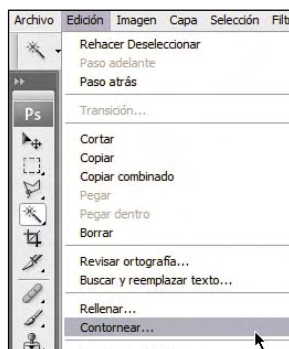 Archivo Edición Imagen Capa Selección Filt
Rehacer Deseleccionar
Paso adelante
Paso atrás
Transición...
Ps
Cortar
Copiar
Copiar combinado
Pegar
Pegar dentro
Borrar
Revisar ortografía...
Buscar y reemplazar texto...
Rellenar...
Contornear...